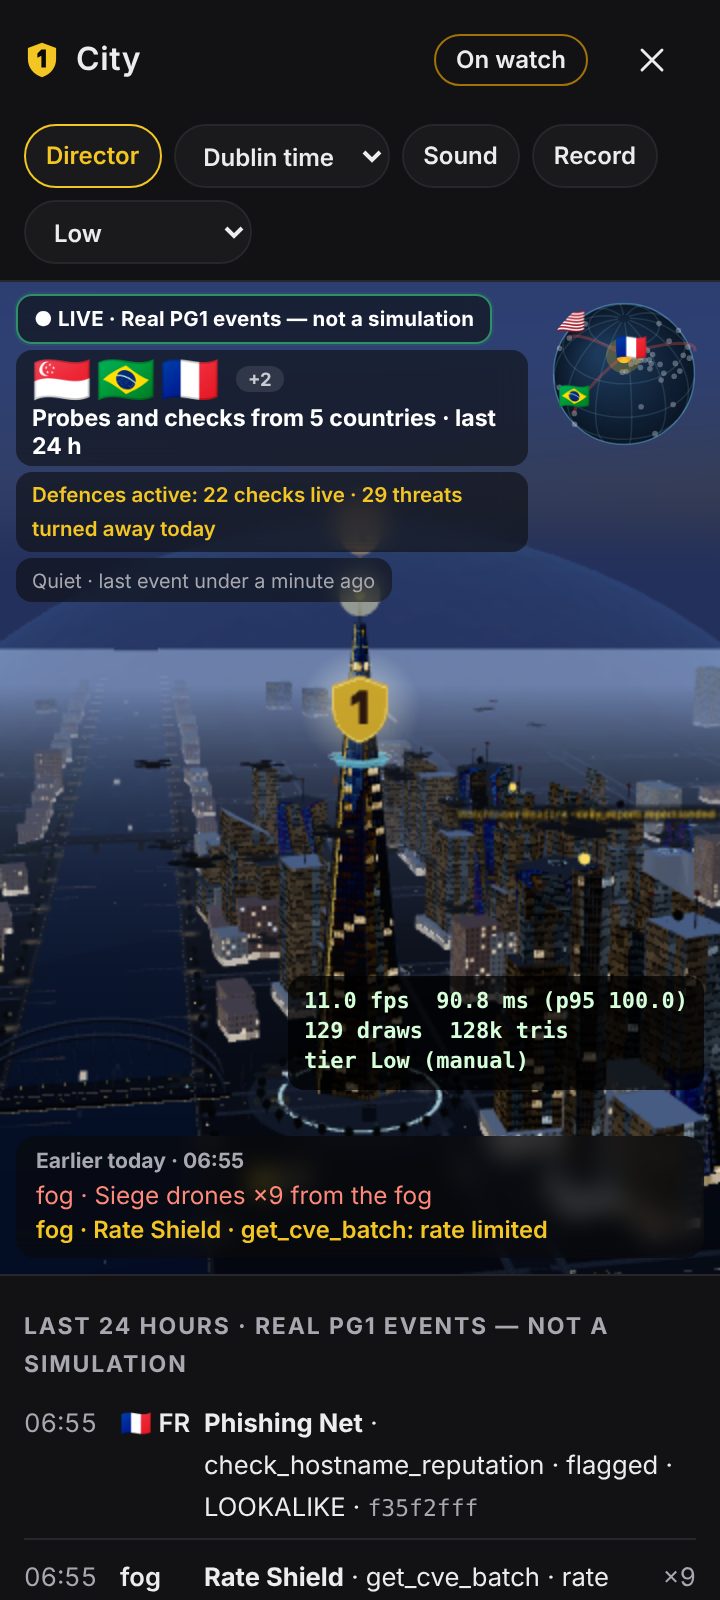 1 City On watch
Director Dublin time Sound Record
Low
LIVE · Real PG1 events — not a simulation
+2
Probes and checks from 5 countries · last
24 h
Defences active: 22 checks live · 29 threats
turned away today
Quiet · last event under a minute ago
1
11.0 fps 90.8 ms (p95 100.0)
129 draws 128k tris
tier Low (manual)
Earlier today · 06:55
fog · Siege drones ×9 from the fog
fog · Rate Shield · get_cve_batch: rate limited
LAST 24 HOURS · REAL PG1 EVENTS — NOT A
SIMULATION
06:55 FR Phishing Net ·
check_hostname_reputation · flagged ·
LOOKALIKE · f35f2fff
06:55 fog Rate Shield · get_cve_batch · rate ×9